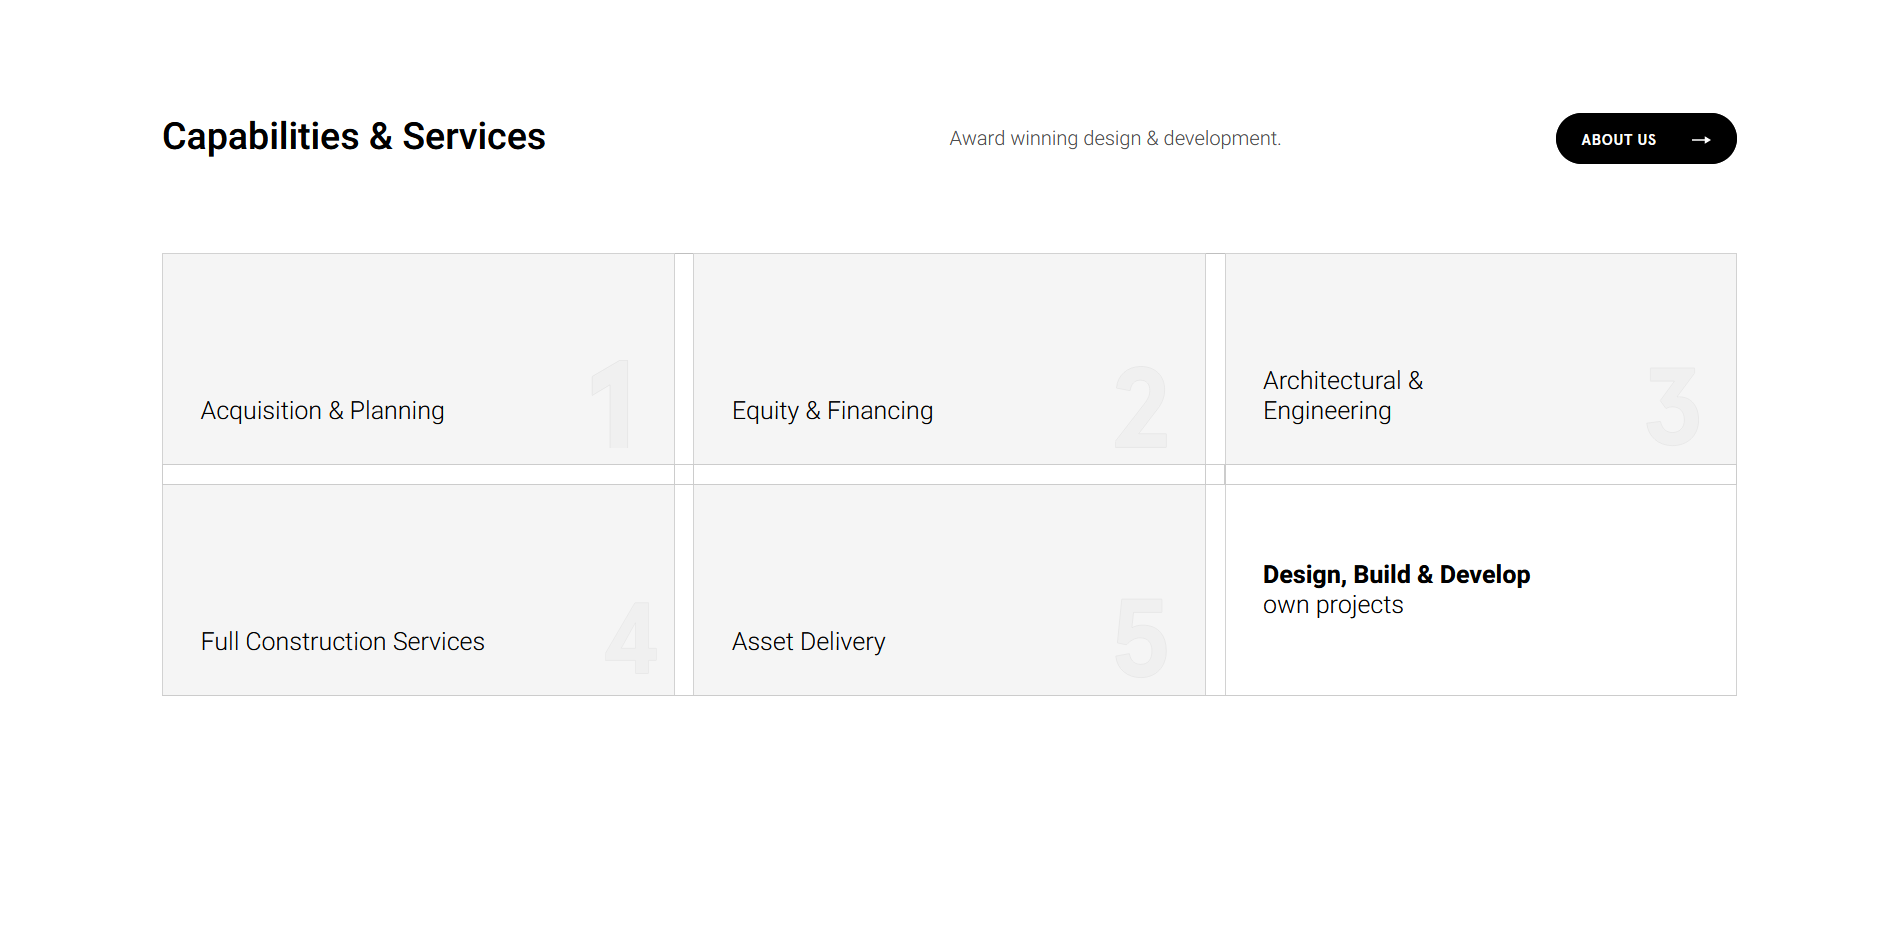 Capabilities & Services
Award winning design & development.
ABOUT US
Acquisition & Planning
1
Equity & Financing
2
Architectural &
Engineering
3
Full Construction Services
4
Asset Delivery
5
Design, Build & Develop
own projects